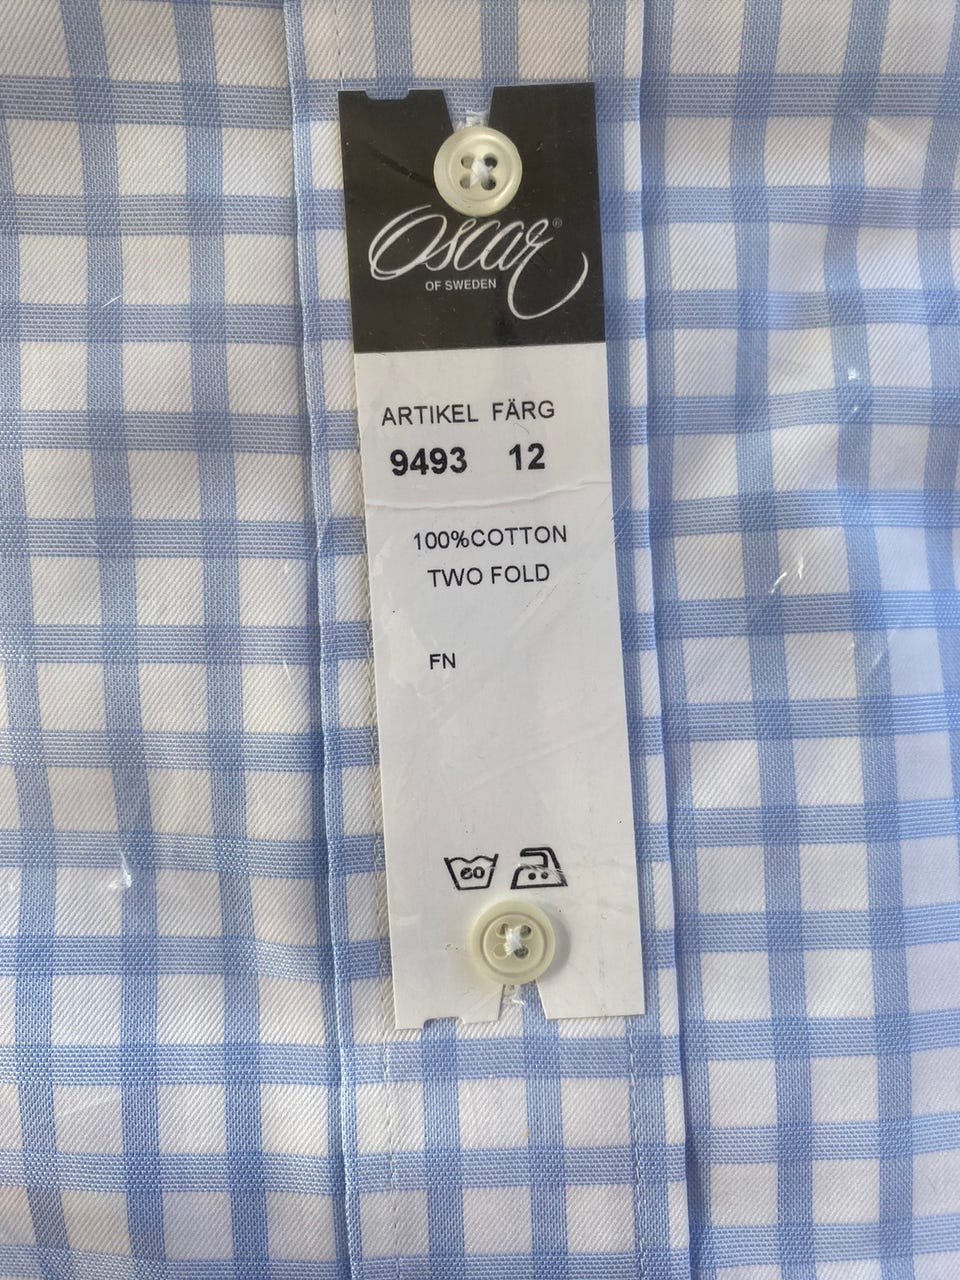 Oscar®
OF SWEDEN
ARTIKEL FÄRG
9493 12
100%COTTON
TWO FOLD
FN
60